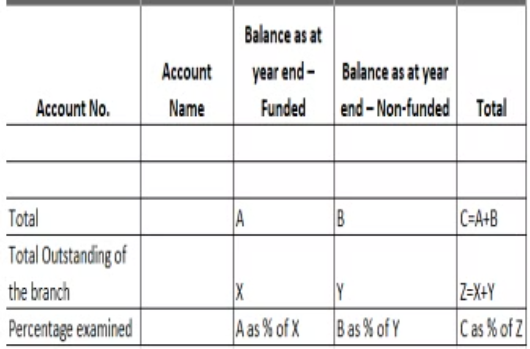 Account No.
Account
Name
Balance as at
year end –
Funded
Balance as at year
end – Non-funded
Total
Total
A
B
C=A+B
Total Outstanding of
the branch
X
Y
Z=X+Y
Percentage examined
A as % of X
B as % of Y
C as % of Z